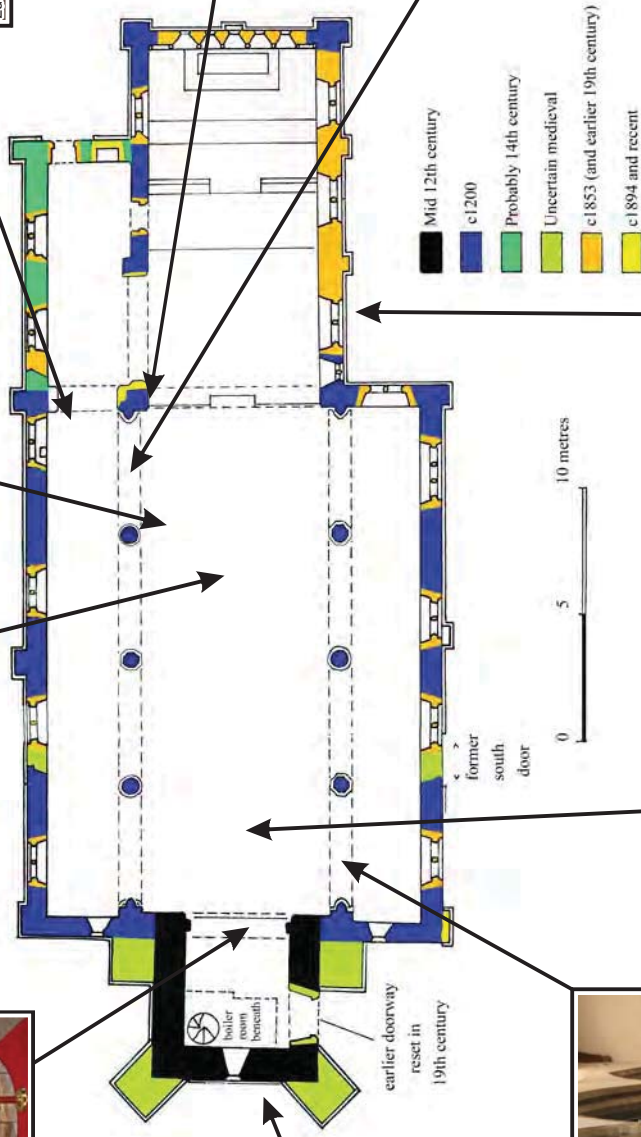 Mid 12th century
c1200
Probably 14th century
Uncertain medieval
c1853 (and earlier 19th century)
c1894 and recent
10 metres
5
0
< >
former
south
door
boiler
room
beneath
earlier doorway
reset in
19th century